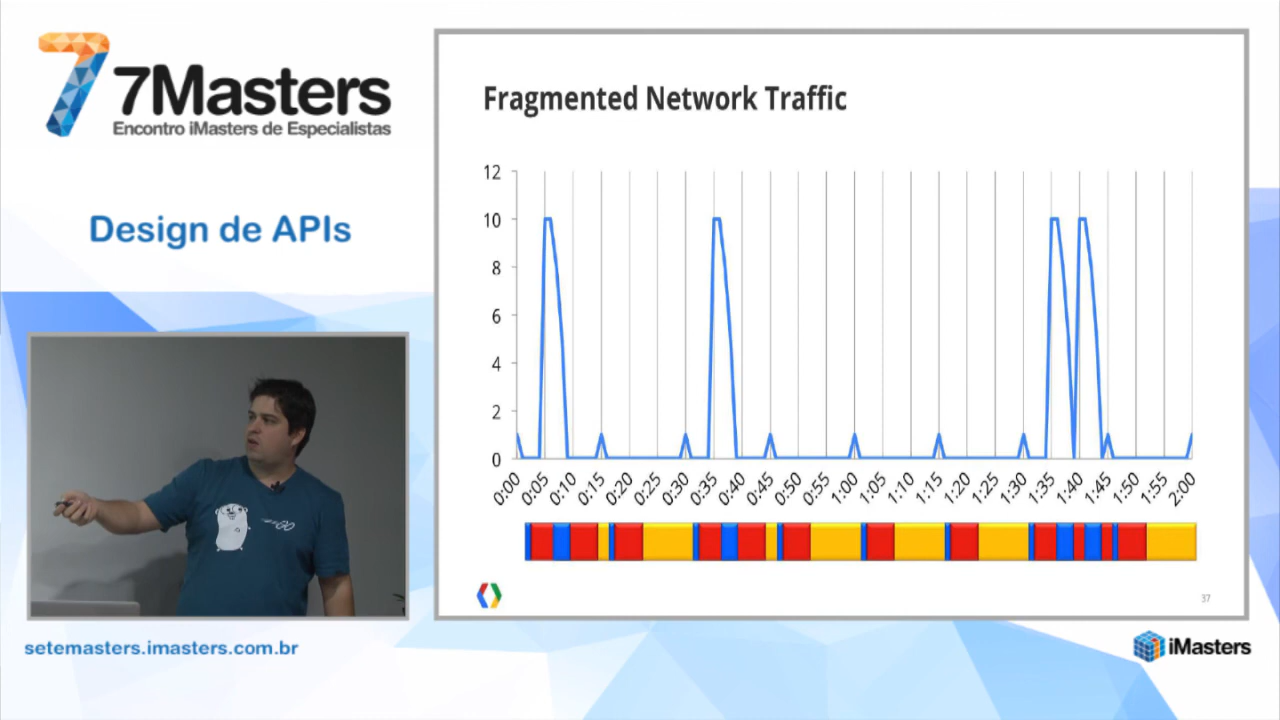 7Masters
Encontro iMasters de Especialistas
Design de APIs
setemasters.imasters.com.br
Fragmented Network Traffic
12
10
8
6
4
2
0
0:00 0:05 0:10 0:15 0:20 0:25 0:30 0:35 0:40 0:45 0:50 0:55 1:00 1:05 1:10 1:15 1:20 1:25 1:30 1:35 1:40 1:45 1:50 1:55 2:00
37
iMasters